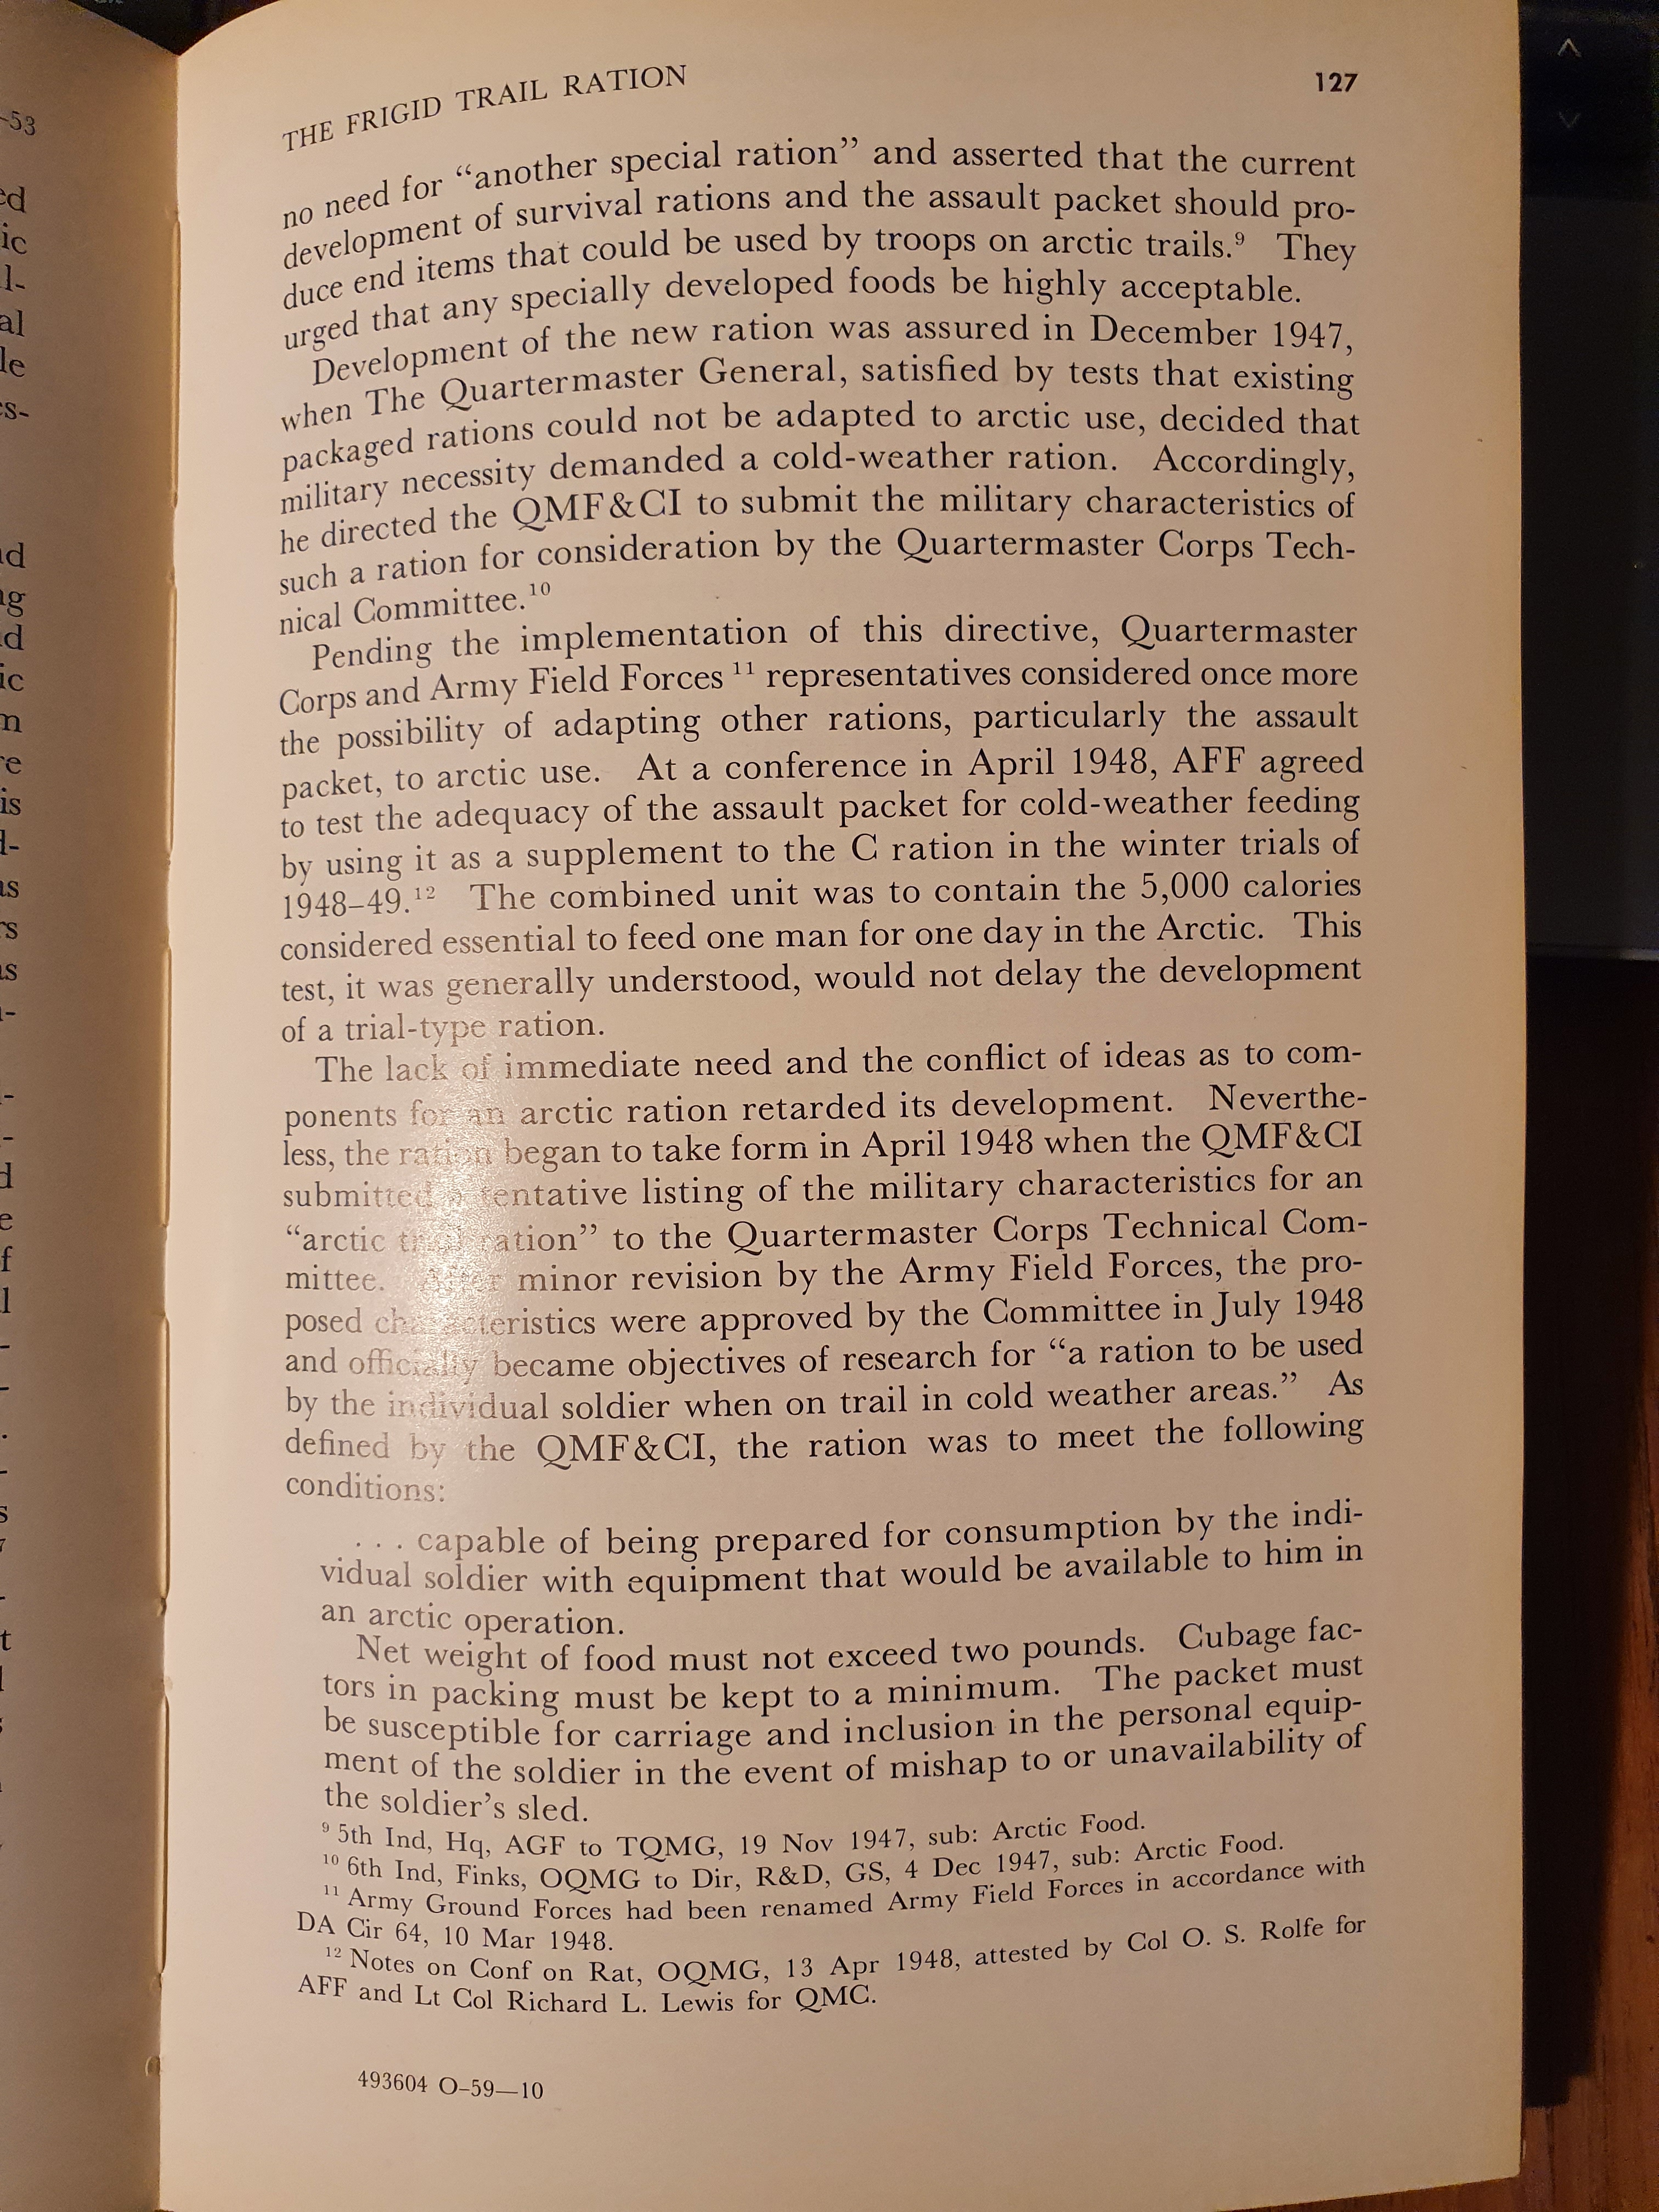 THE FRIGID TRAIL RATION 127
no need for “another special ration” and asserted that the current
development of survival rations and the assault packet should pro-
duce end items that could be used by troops on arctic trails.⁹ They
urged that any specially developed foods be highly acceptable.
Development of the new ration was assured in December 1947,
when The Quartermaster General, satisfied by tests that existing
packaged rations could not be adapted to arctic use, decided that
military necessity demanded a cold-weather ration. Accordingly,
he directed the QMF&CI to submit the military characteristics of
such a ration for consideration by the Quartermaster Corps Tech-
nical Committee.¹⁰
Pending the implementation of this directive, Quartermaster
Corps and Army Field Forces ¹¹ representatives considered once more
the possibility of adapting other rations, particularly the assault
packet, to arctic use. At a conference in April 1948, AFF agreed
to test the adequacy of the assault packet for cold-weather feeding
by using it as a supplement to the C ration in the winter trials of
1948–49.¹² The combined unit was to contain the 5,000 calories
considered essential to feed one man for one day in the Arctic. This
test, it was generally understood, would not delay the development
of a trial-type ration.
The lack of immediate need and the conflict of ideas as to com-
ponents for an arctic ration retarded its development. Neverthe-
less, the ration began to take form in April 1948 when the QMF&CI
submitted a tentative listing of the military characteristics for an
“arctic trail ration” to the Quartermaster Corps Technical Com-
mittee. After minor revision by the Army Field Forces, the pro-
posed characteristics were approved by the Committee in July 1948
and officially became objectives of research for “a ration to be used
by the individual soldier when on trail in cold weather areas.” As
defined by the QMF&CI, the ration was to meet the following
conditions:
. . . capable of being prepared for consumption by the indi-
vidual soldier with equipment that would be available to him in
an arctic operation.
Net weight of food must not exceed two pounds. Cubage fac-
tors in packing must be kept to a minimum. The packet must
be susceptible for carriage and inclusion in the personal equip-
ment of the soldier in the event of mishap to or unavailability of
the soldier’s sled.
⁹ 5th Ind, Hq, AGF to TQMG, 19 Nov 1947, sub: Arctic Food.
¹⁰ 6th Ind, Finks, OQMG to Dir, R&D, GS, 4 Dec 1947, sub: Arctic Food.
¹¹ Army Ground Forces had been renamed Army Field Forces in accordance with
DA Cir 64, 10 Mar 1948.
¹² Notes on Conf on Rat, OQMG, 13 Apr 1948, attested by Col O. S. Rolfe for
AFF and Lt Col Richard L. Lewis for QMC.
493604 O–59—10